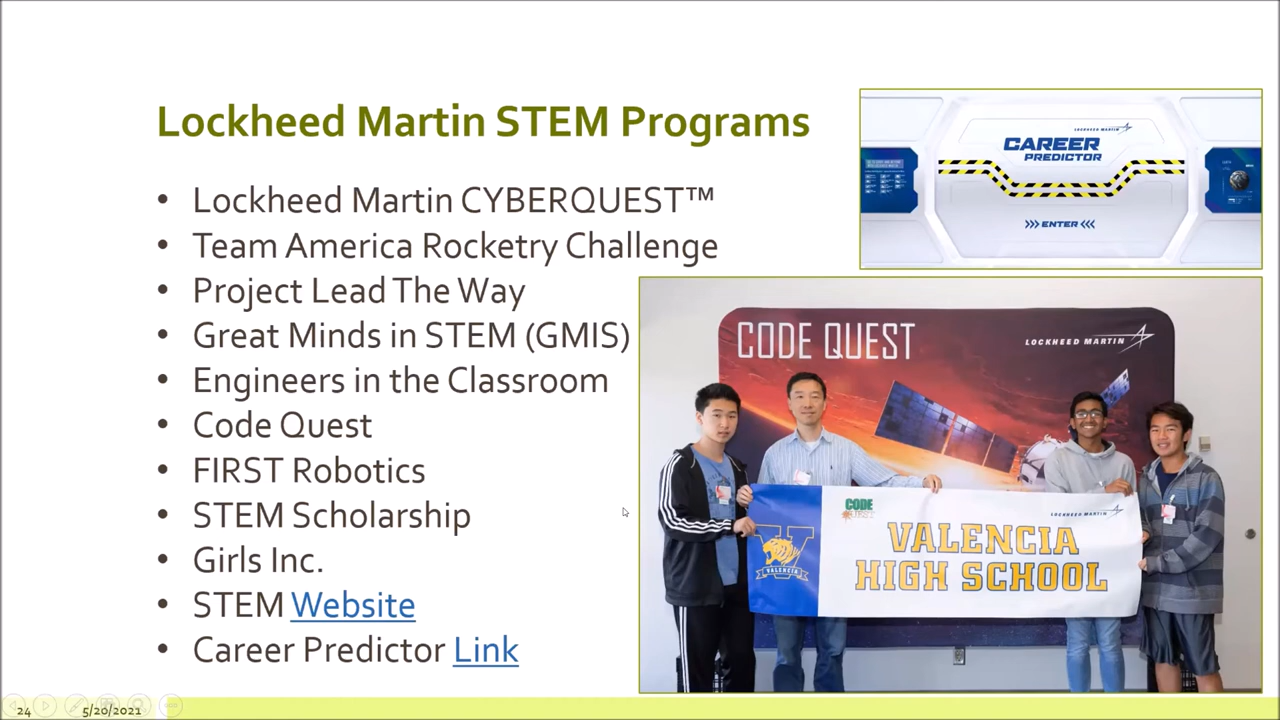 Lockheed Martin STEM Programs
• Lockheed Martin CYBERQUEST™
• Team America Rocketry Challenge
• Project Lead The Way
• Great Minds in STEM (GMIS)
• Engineers in the Classroom
• Code Quest
• FIRST Robotics
• STEM Scholarship
• Girls Inc.
• STEM Website
• Career Predictor Link
LOCKHEED MARTIN
CAREER
PREDICTOR
ENTER
CODE QUEST
LOCKHEED MARTIN
CODE
LOCKHEED MARTIN
VALENCIA
HIGH SCHOOL
V
VALENCIA
24
5/20/2021